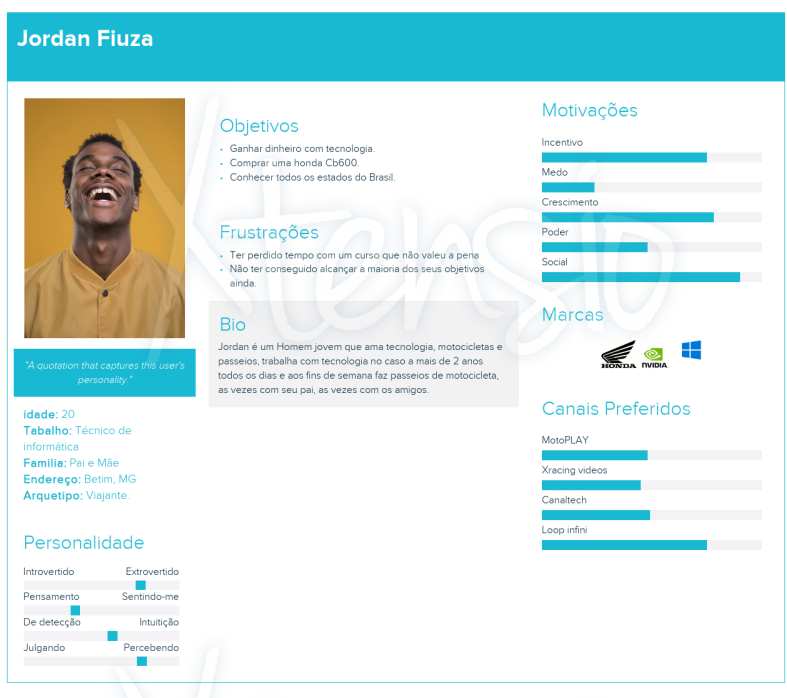 Jordan Fiuza
"A quotation that captures this user's
personality."
idade: 20
Tabalho: Técnico de
informática
Familia: Pai e Mãe
Endereço: Betim, MG
Arquetipo: Viajante.
Personalidade
Introvertido Extrovertido
Pensamento Sentindo-me
De detecção Intuição
Julgando Percebendo
Objetivos
Ganhar dinheiro com tecnologia.
Comprar uma honda Cb600.
Conhecer todos os estados do Brasil.
Frustrações
Ter perdido tempo com um curso que não valeu a pena
Não ter conseguido alcançar a maioria dos seus objetivos
ainda.
Bio
Jordan é um Homem jovem que ama tecnologia, motocicletas e
passeios, trabalha com tecnologia no caso a mais de 2 anos
todos os dias e aos fins de semana faz passeios de motocicleta,
as vezes com seu pai, as vezes com os amigos.
Motivações
Incentivo
Medo
Crescimento
Poder
Social
Marcas
HONDA
NVIDIA
Canais Preferidos
MotoPLAY
Xracing videos
Canaltech
Loop infini
Xtensio